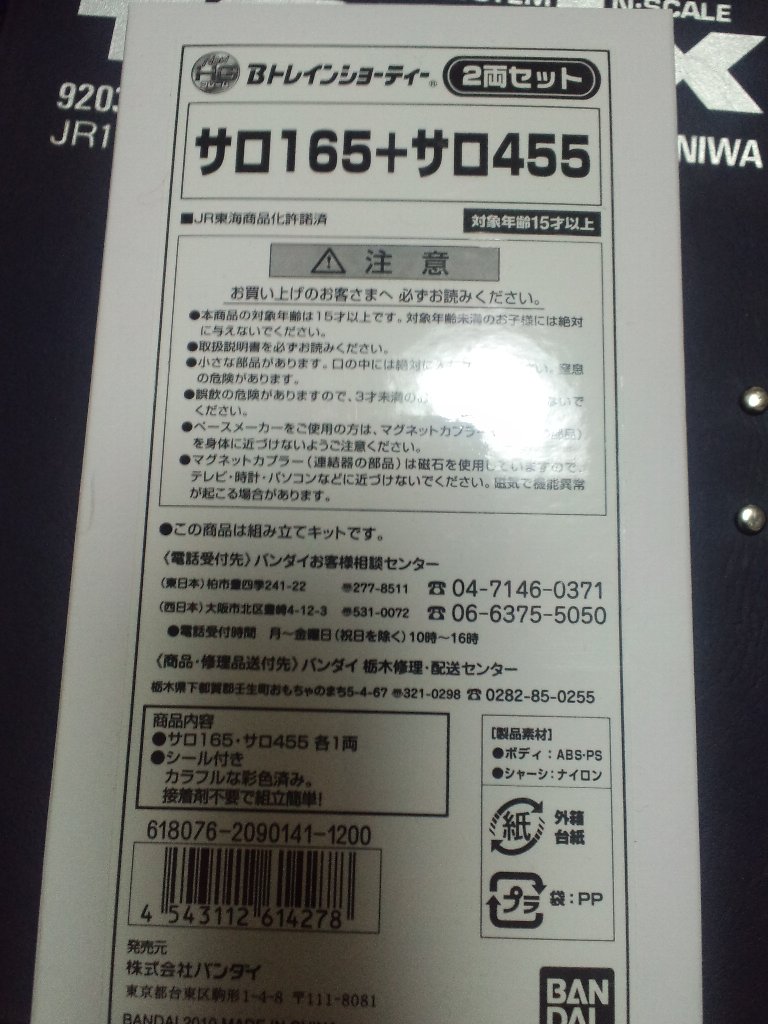 SYSTEM N-SCALE
9203
JR1
NIWA
HG Bトレインショーティー® 2両セット
サロ165+サロ455
■JR東海商品化許諾済
対象年齢15才以上
注意
お買い上げのお客さまへ 必ずお読みください。
●本商品の対象年齢は15才以上です。対象年齢未満のお子様には絶対
に与えないでください。
●取扱説明書を必ずお読みください。
●小さな部品があります。口の中には絶対に 窒息
の危険があります。
●誤飲の危険がありますので、3才未満の ないで
ください。
●ペースメーカーをご使用の方は、マグネットカプラー 部品)
を身体に近づけないようご注意ください。
●マグネットカプラー(連結器の部品)は磁石を使用していますので、
テレビ・時計・パソコンなどに近づけないでください。磁気で機能異常
が起こる場合があります。
●この商品は組み立てキットです。
〈電話受付先〉バンダイお客様相談センター
(東日本)柏市豊四季241-22 〠277-8511 ☎04-7146-0371
(西日本)大阪市北区豊崎4-12-3 〠531-0072 ☎06-6375-5050
●電話受付時間 月〜金曜日(祝日を除く)10時〜16時
〈商品・修理品送付先〉バンダイ 栃木修理・配送センター
栃木県下都賀郡壬生町おもちゃのまち5-4-67 〠321-0298 ☎0282-85-0255
商品内容
●サロ165・サロ455 各1両
●シール付き
カラフルな彩色済み。
接着剤不要で組立簡単!
【製品素材】
●ボディ:ABS・PS
●シャーシ:ナイロン
紙 外箱
台紙
プラ 袋:PP
618076-2090141-1200
4 543112 614278
発売元
株式会社バンダイ
東京都台東区駒形1-4-8 〒111-8081
BANDAI 2010 MADE IN CHINA
BANDAI